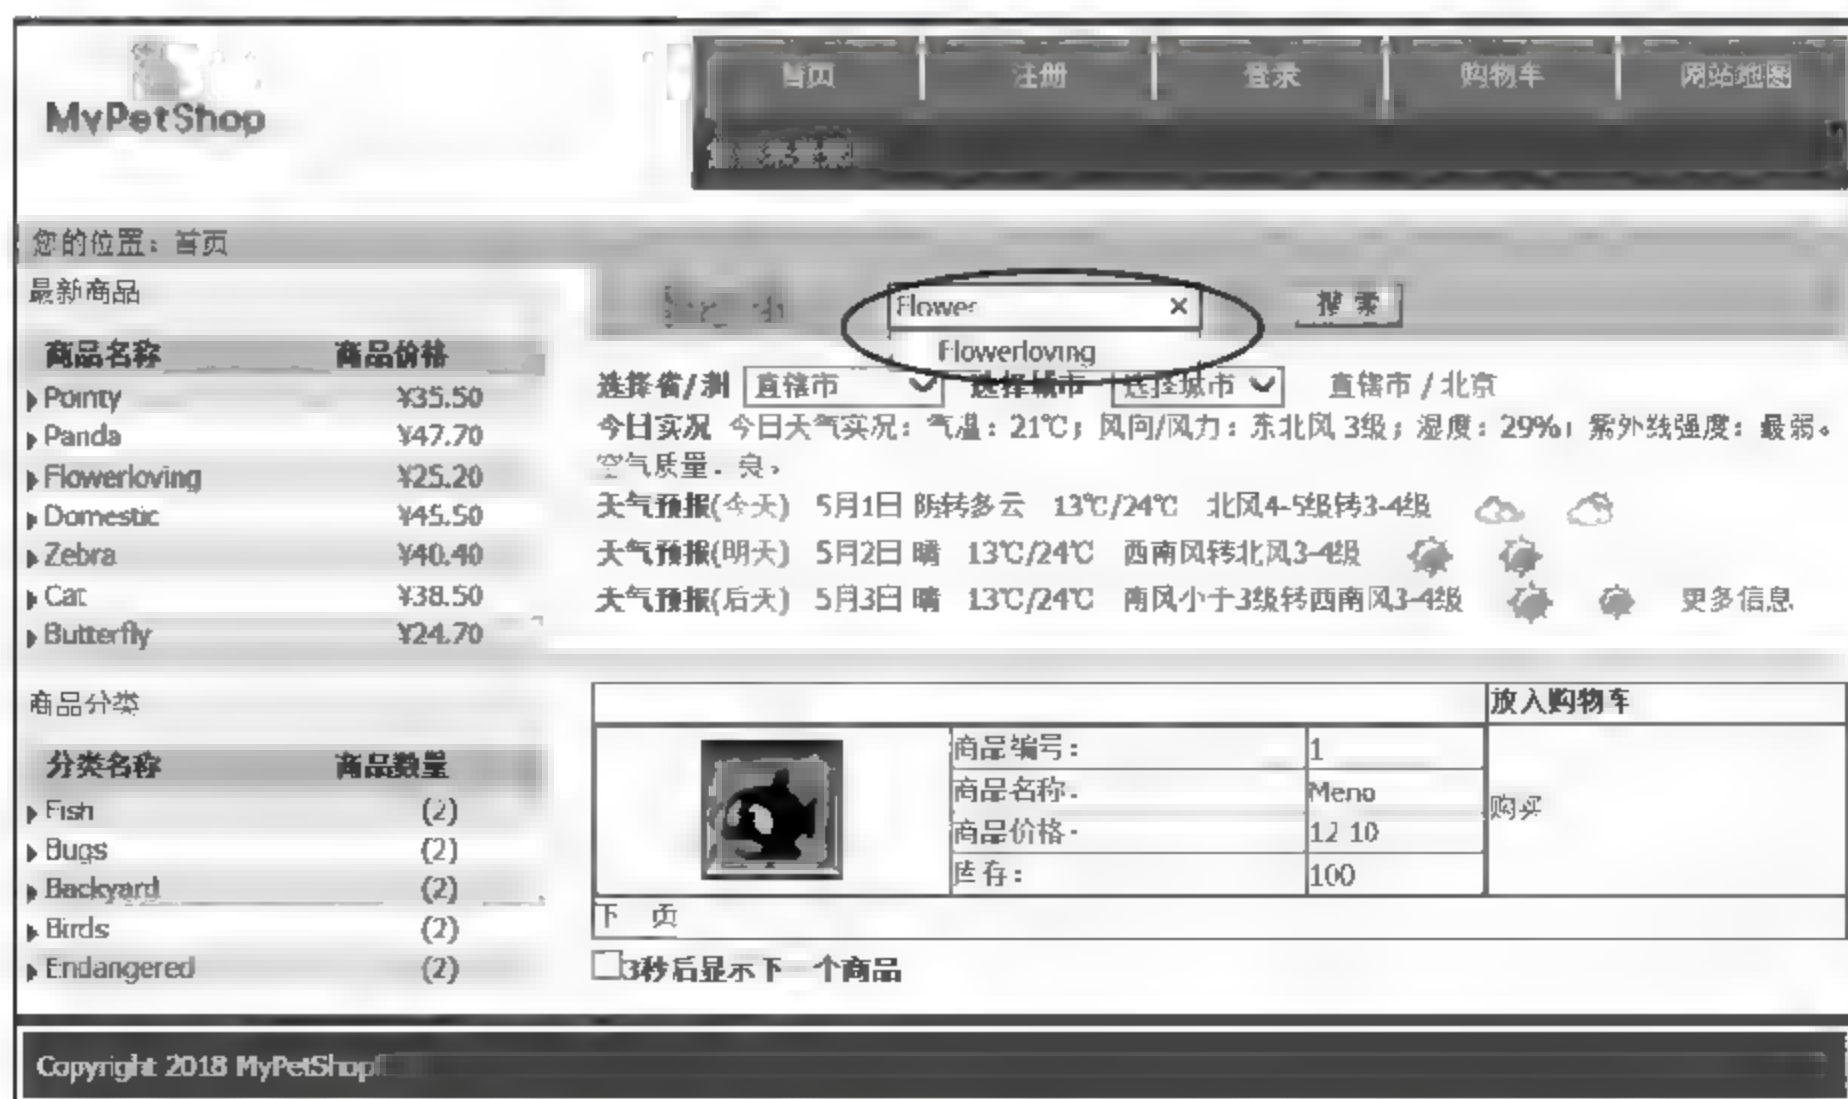 MyPetShop
首页 注册 登录 购物车 网站地图
您的位置：首页
最新商品
商品名称 商品价格
Pointy ¥35.50
Panda ¥47.70
Flowerloving ¥25.20
Domestic ¥45.50
Zebra ¥40.40
Cat ¥38.50
Butterfly ¥24.70
商品分类
分类名称 商品数量
Fish (2)
Bugs (2)
Backyard (2)
Birds (2)
Endangered (2)
Flower × 搜索
Flowerloving
选择省/洲 直辖市 选择城市 选择城市 直辖市 / 北京
今日实况 今日天气实况：气温：21℃；风向/风力：东北风 3级；湿度：29%；紫外线强度：最弱。
空气质量：良。
天气预报(今天) 5月1日 阴转多云 13℃/24℃ 北风4-5级转3-4级
天气预报(明天) 5月2日 晴 13℃/24℃ 西南风转北风3-4级
天气预报(后天) 5月3日 晴 13℃/24℃ 南风小于3级转西南风3-4级 更多信息
放入购物车
商品编号： 1
商品名称： Meno
商品价格： 12.10
库存： 100
购买
下一页
3秒后显示下一个商品
Copyright 2018 MyPetShop